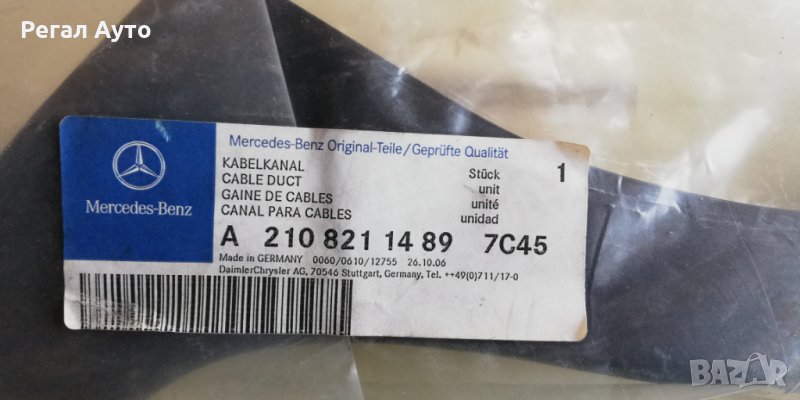 Регал Ауто
Mercedes-Benz Original-Teile/Geprüfte Qualität
KABELKANAL Stück 1
CABLE DUCT unit
GAINE DE CABLES unité
CANAL PARA CABLES unidad
Mercedes-Benz
A 210 821 14 89 7C45
Made in GERMANY 0060/0610/12755 26.10.06
DaimlerChrysler AG, 70546 Stuttgart, Germany, Tel. ++49(0)711/17-0
BAZAR